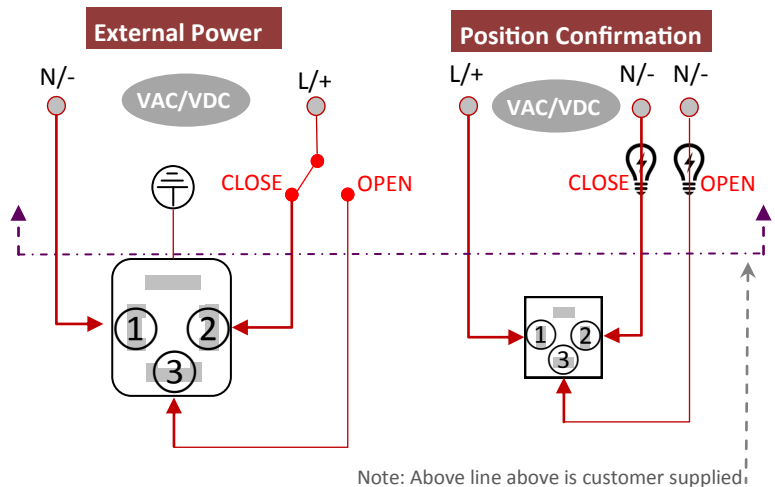 External Power
Position Confirmation
N/-
L/+
VAC/VDC
CLOSE
OPEN
1
2
3
L/+
N/-
N/-
VAC/VDC
CLOSE
OPEN
1
2
3
Note: Above line above is customer supplied